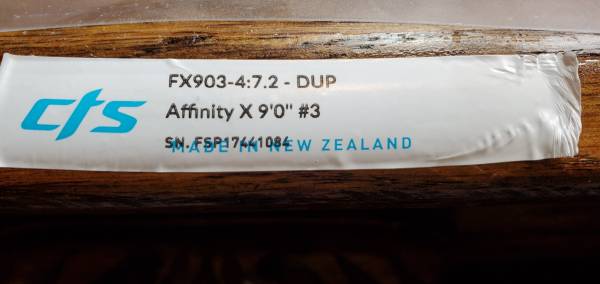 cts
FX903-4:7.2 - DUP
Affinity X 9'0" #3
SN. FSP17441084
MADE IN NEW ZEALAND